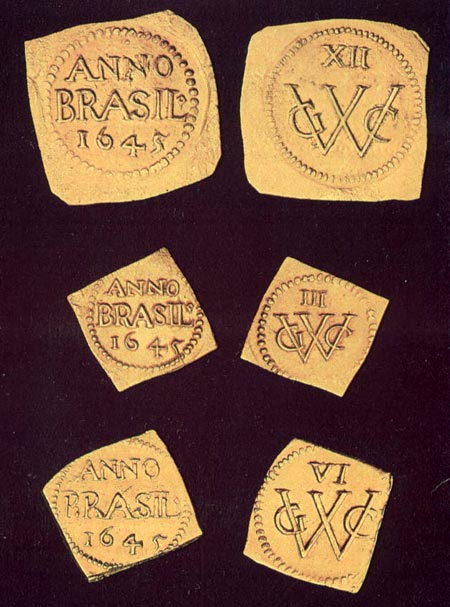 ANNO
BRASIL·
1645
XII
GWC
ANNO
BRASIL·
1645
III
GWC
ANNO
BRASIL·
1645
VI
GWC